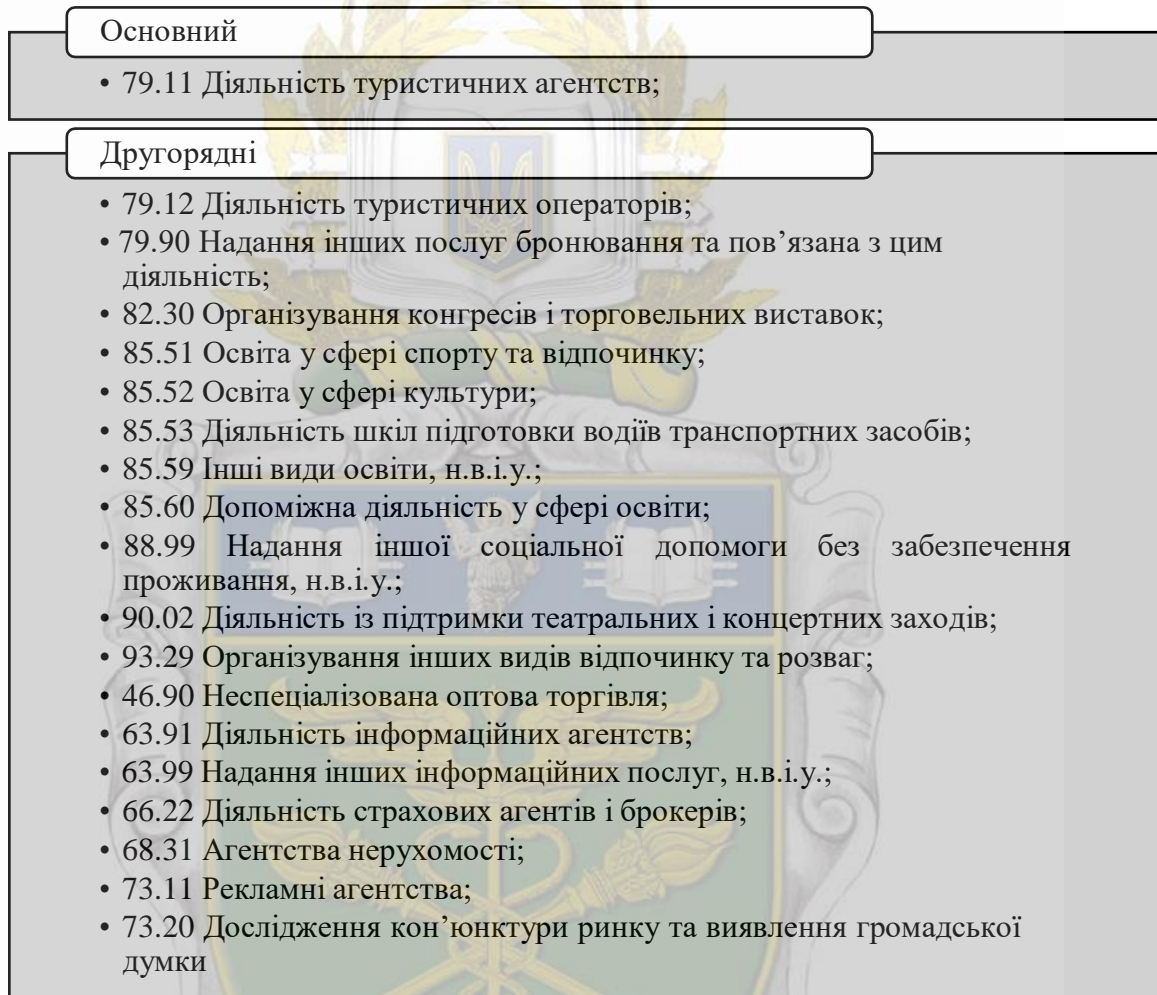 Основний
• 79.11 Діяльність туристичних агентств;
Другорядні
• 79.12 Діяльність туристичних операторів;
• 79.90 Надання інших послуг бронювання та пов’язана з цим
діяльність;
• 82.30 Організування конгресів і торговельних виставок;
• 85.51 Освіта у сфері спорту та відпочинку;
• 85.52 Освіта у сфері культури;
• 85.53 Діяльність шкіл підготовки водіїв транспортних засобів;
• 85.59 Інші види освіти, н.в.і.у.;
• 85.60 Допоміжна діяльність у сфері освіти;
• 88.99 Надання іншої соціальної допомоги без забезпечення
проживання, н.в.і.у.;
• 90.02 Діяльність із підтримки театральних і концертних заходів;
• 93.29 Організування інших видів відпочинку та розваг;
• 46.90 Неспеціалізована оптова торгівля;
• 63.91 Діяльність інформаційних агентств;
• 63.99 Надання інших інформаційних послуг, н.в.і.у.;
• 66.22 Діяльність страхових агентів і брокерів;
• 68.31 Агентства нерухомості;
• 73.11 Рекламні агентства;
• 73.20 Дослідження кон’юнктури ринку та виявлення громадської
думки